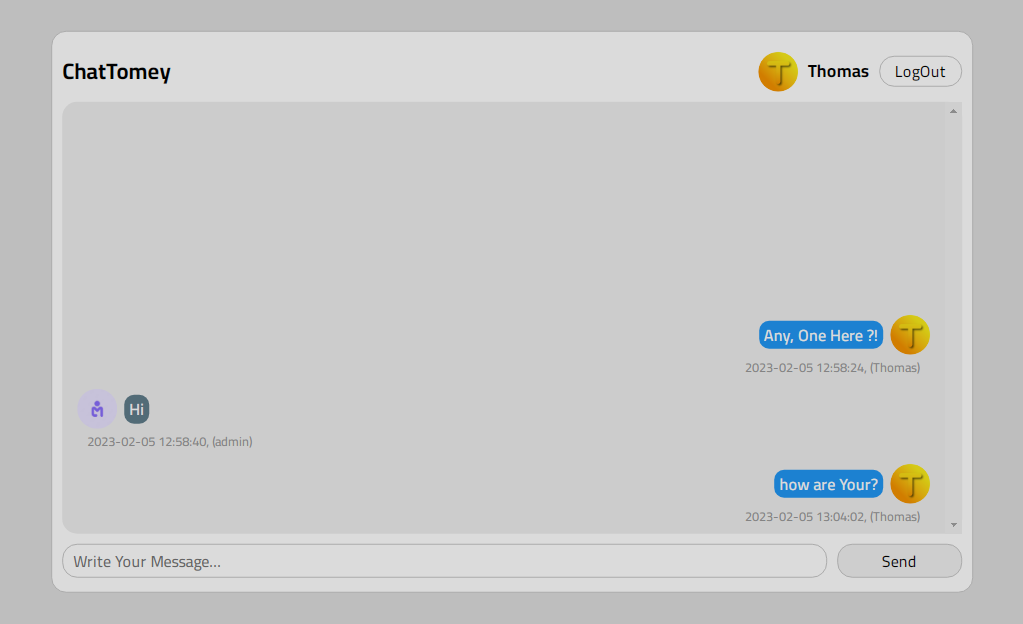 ChatTomey
Thomas
LogOut
Any, One Here ?!
2023-02-05 12:58:24, (Thomas)
Hi
2023-02-05 12:58:40, (admin)
how are Your?
2023-02-05 13:04:02, (Thomas)
Write Your Message...
Send